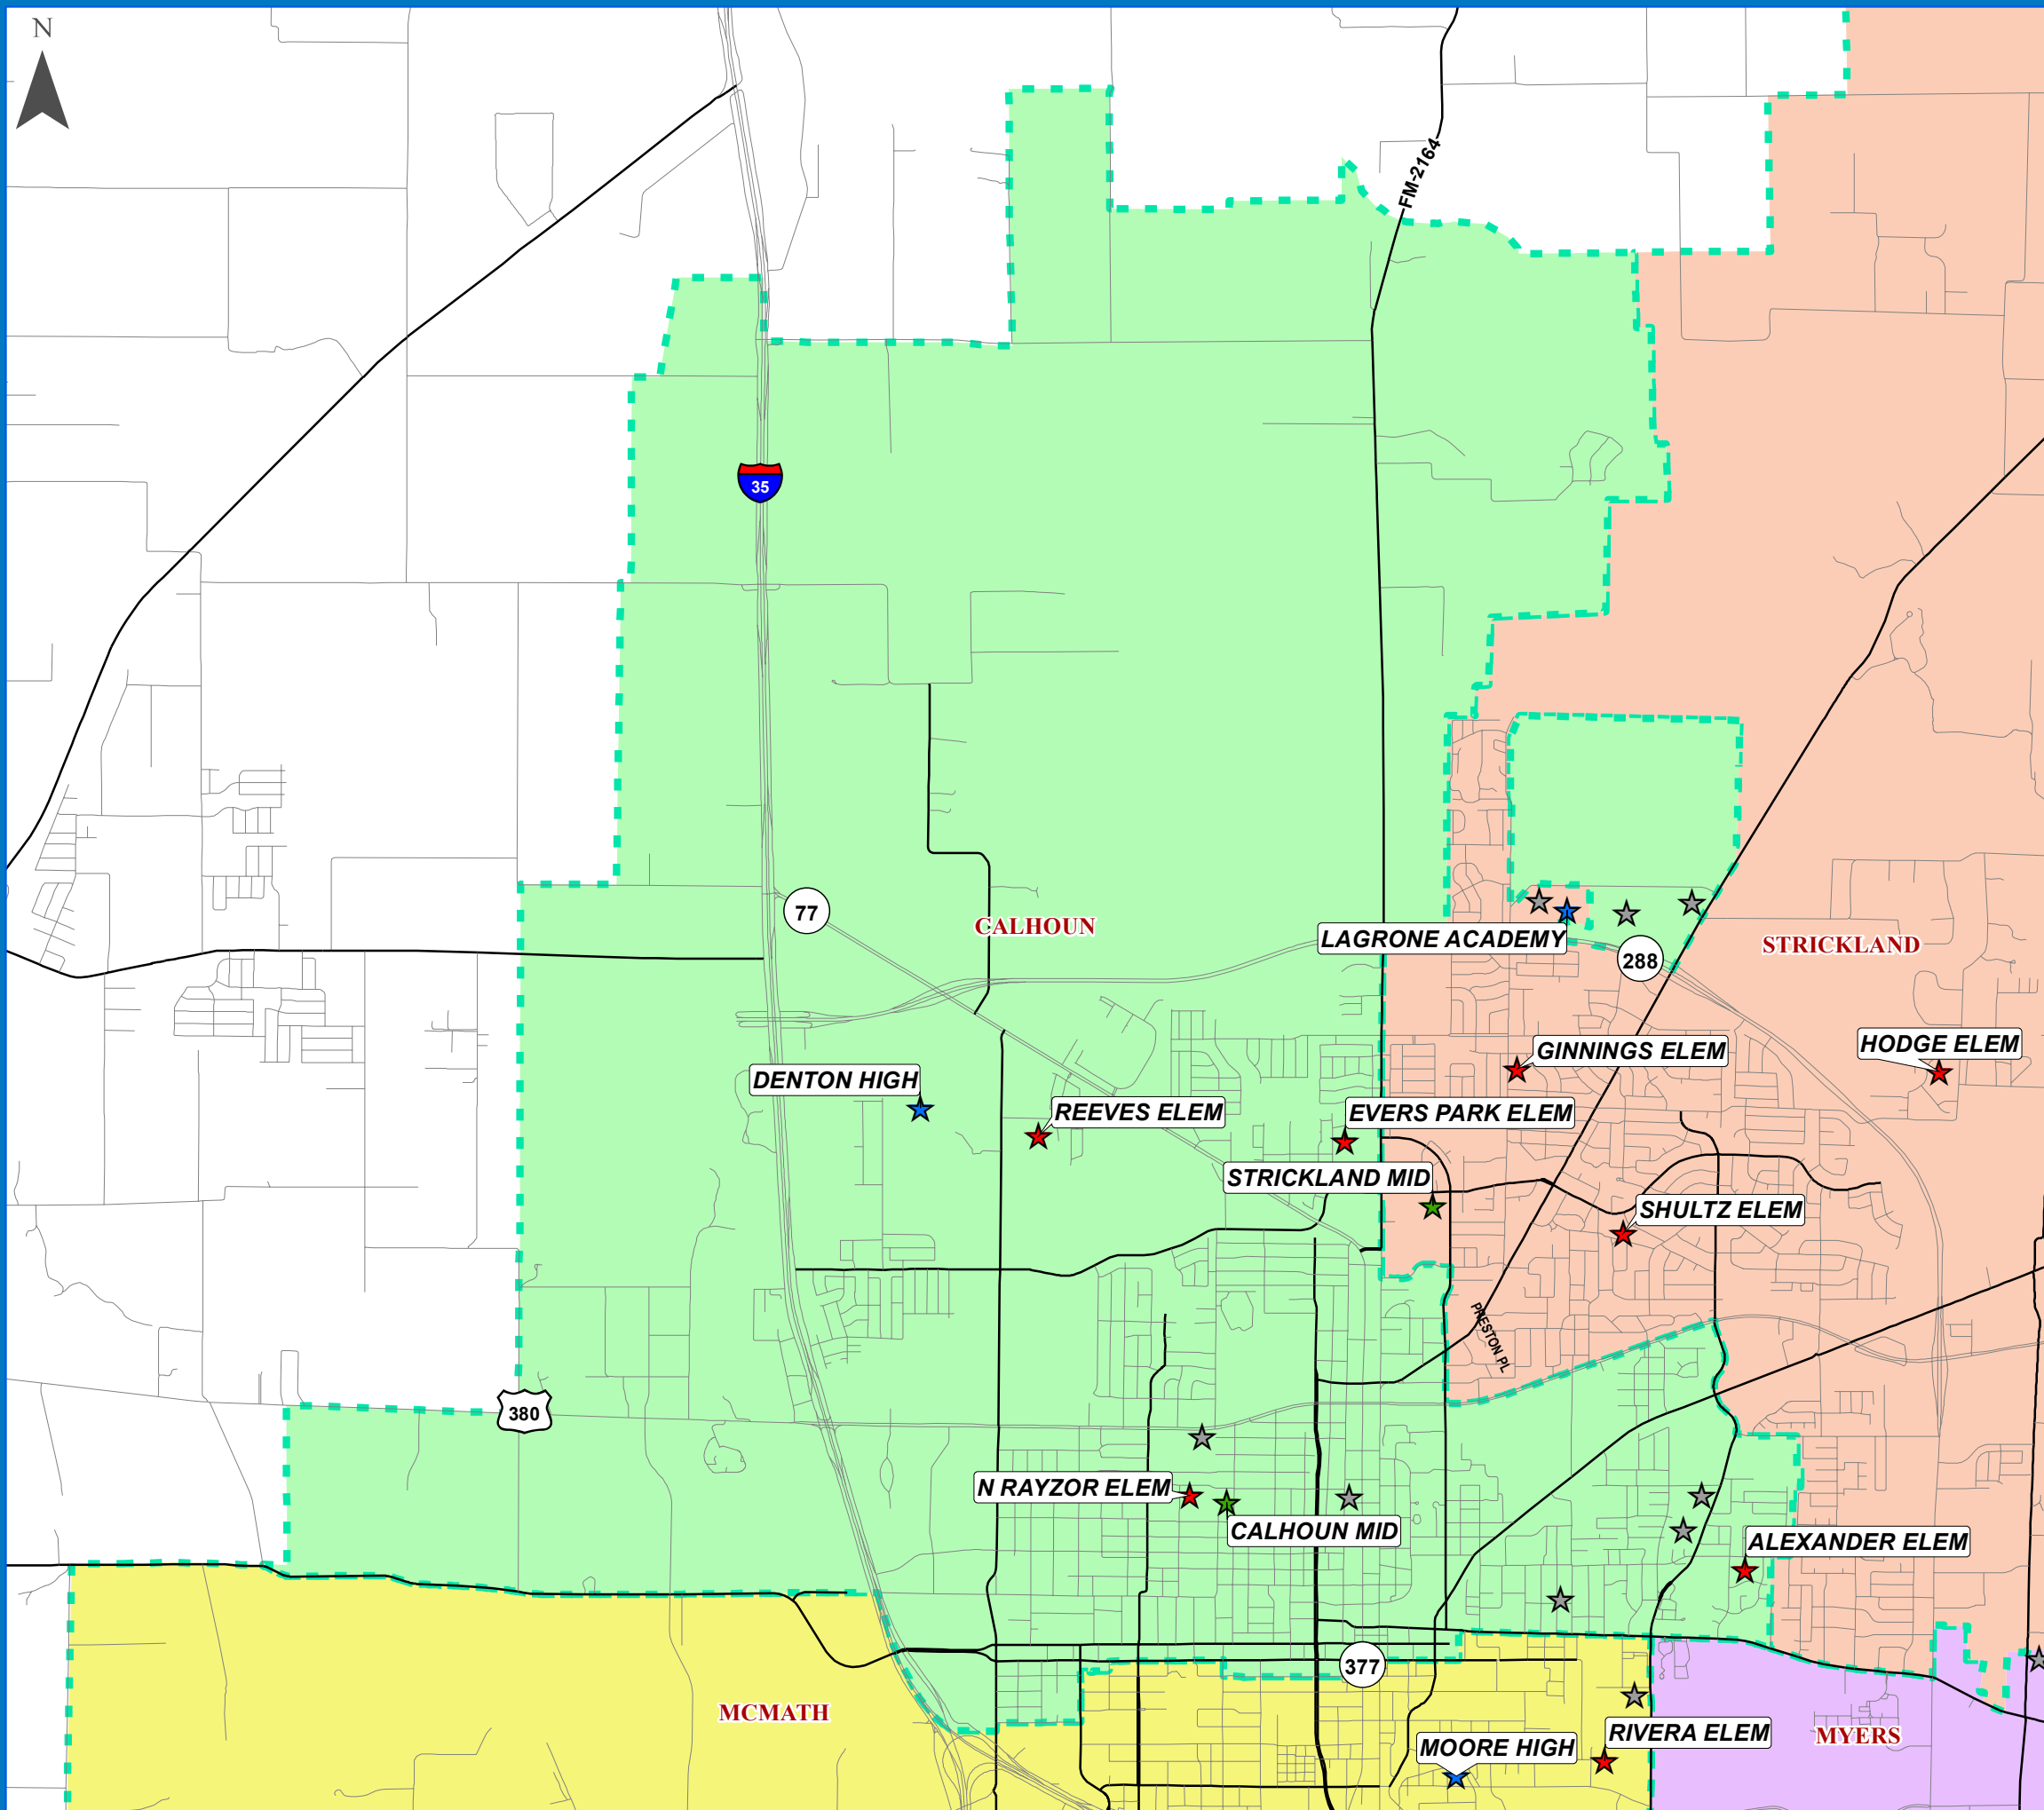 N
FM-2164
35
77
CALHOUN
LAGRONE ACADEMY
STRICKLAND
288
GINNINGS ELEM
HODGE ELEM
DENTON HIGH
REEVES ELEM
EVERS PARK ELEM
STRICKLAND MID
SHULTZ ELEM
PRESTON PL
380
N RAYZOR ELEM
CALHOUN MID
ALEXANDER ELEM
377
MCMATH
RIVERA ELEM
MYERS
MOORE HIGH